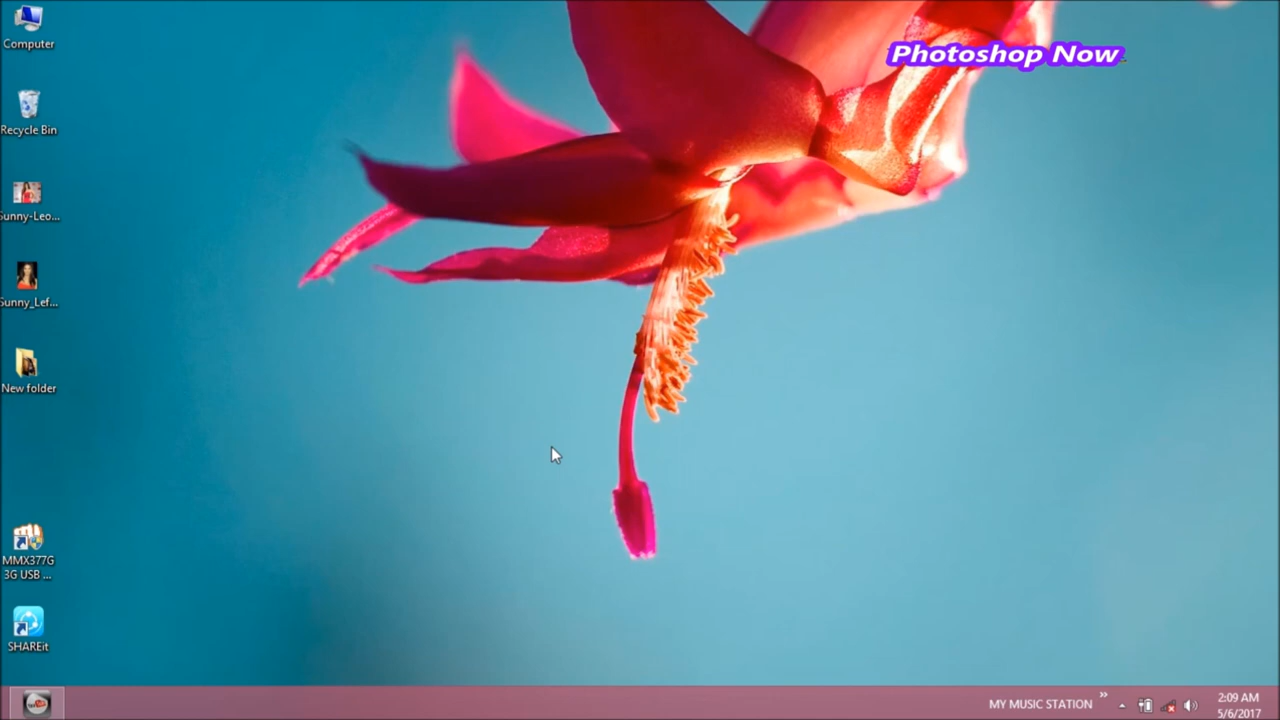 Computer
Photoshop Now
Recycle Bin
Sunny-Leo...
Sunny_Lef...
New folder
MMX377G
3G USB ...
SHAREit
MY MUSIC STATION
2:09 AM
5/6/2017